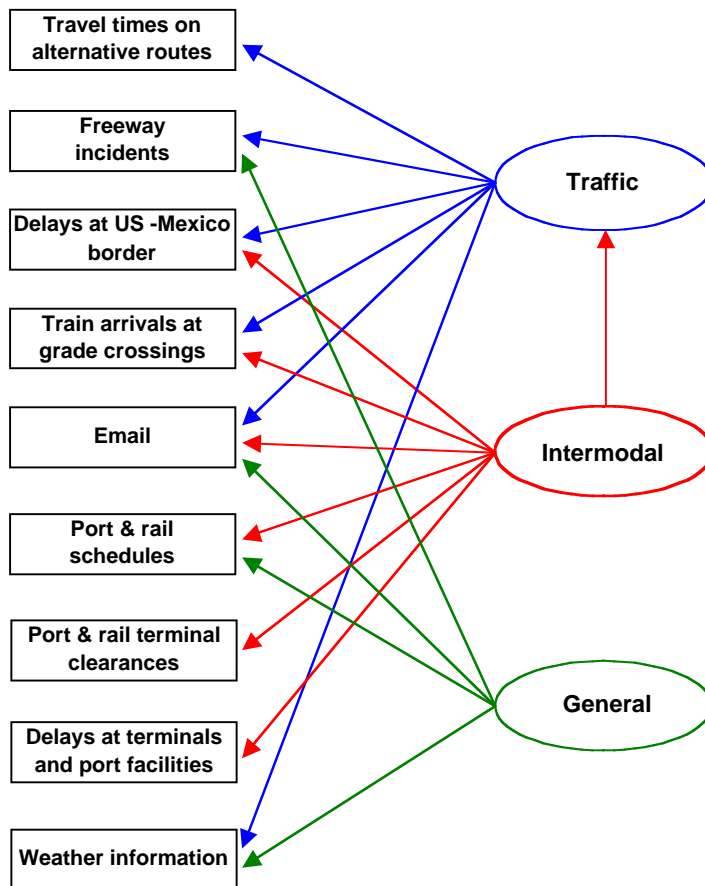 Travel times on
alternative routes
Freeway
incidents
Traffic
Delays at US -Mexico
border
Train arrivals at
grade crossings
Email
Intermodal
Port & rail
schedules
Port & rail terminal
clearances
General
Delays at terminals
and port facilities
Weather information